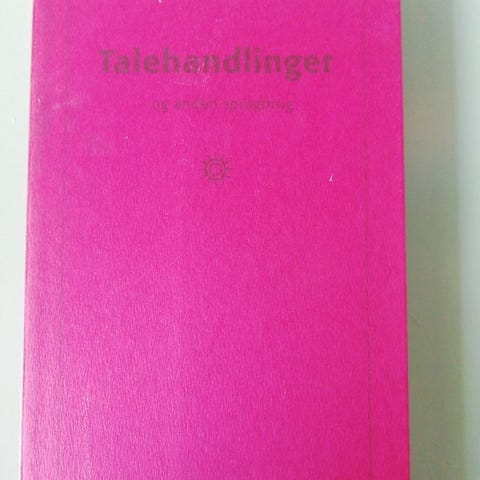 Talehandlinger
- og anden sprogbrug